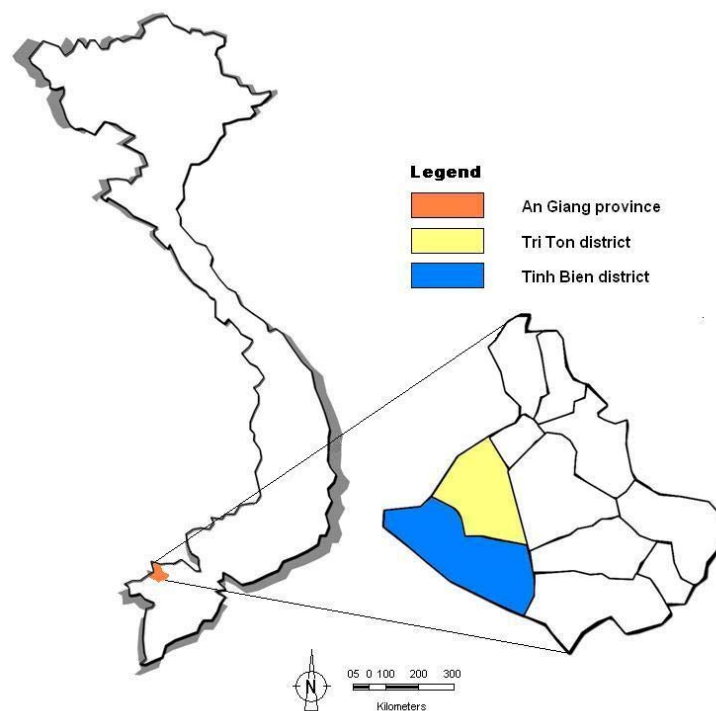 Legend
An Giang province
Tri Ton district
Tinh Bien district
N
05 0 100 200 300
Kilometers